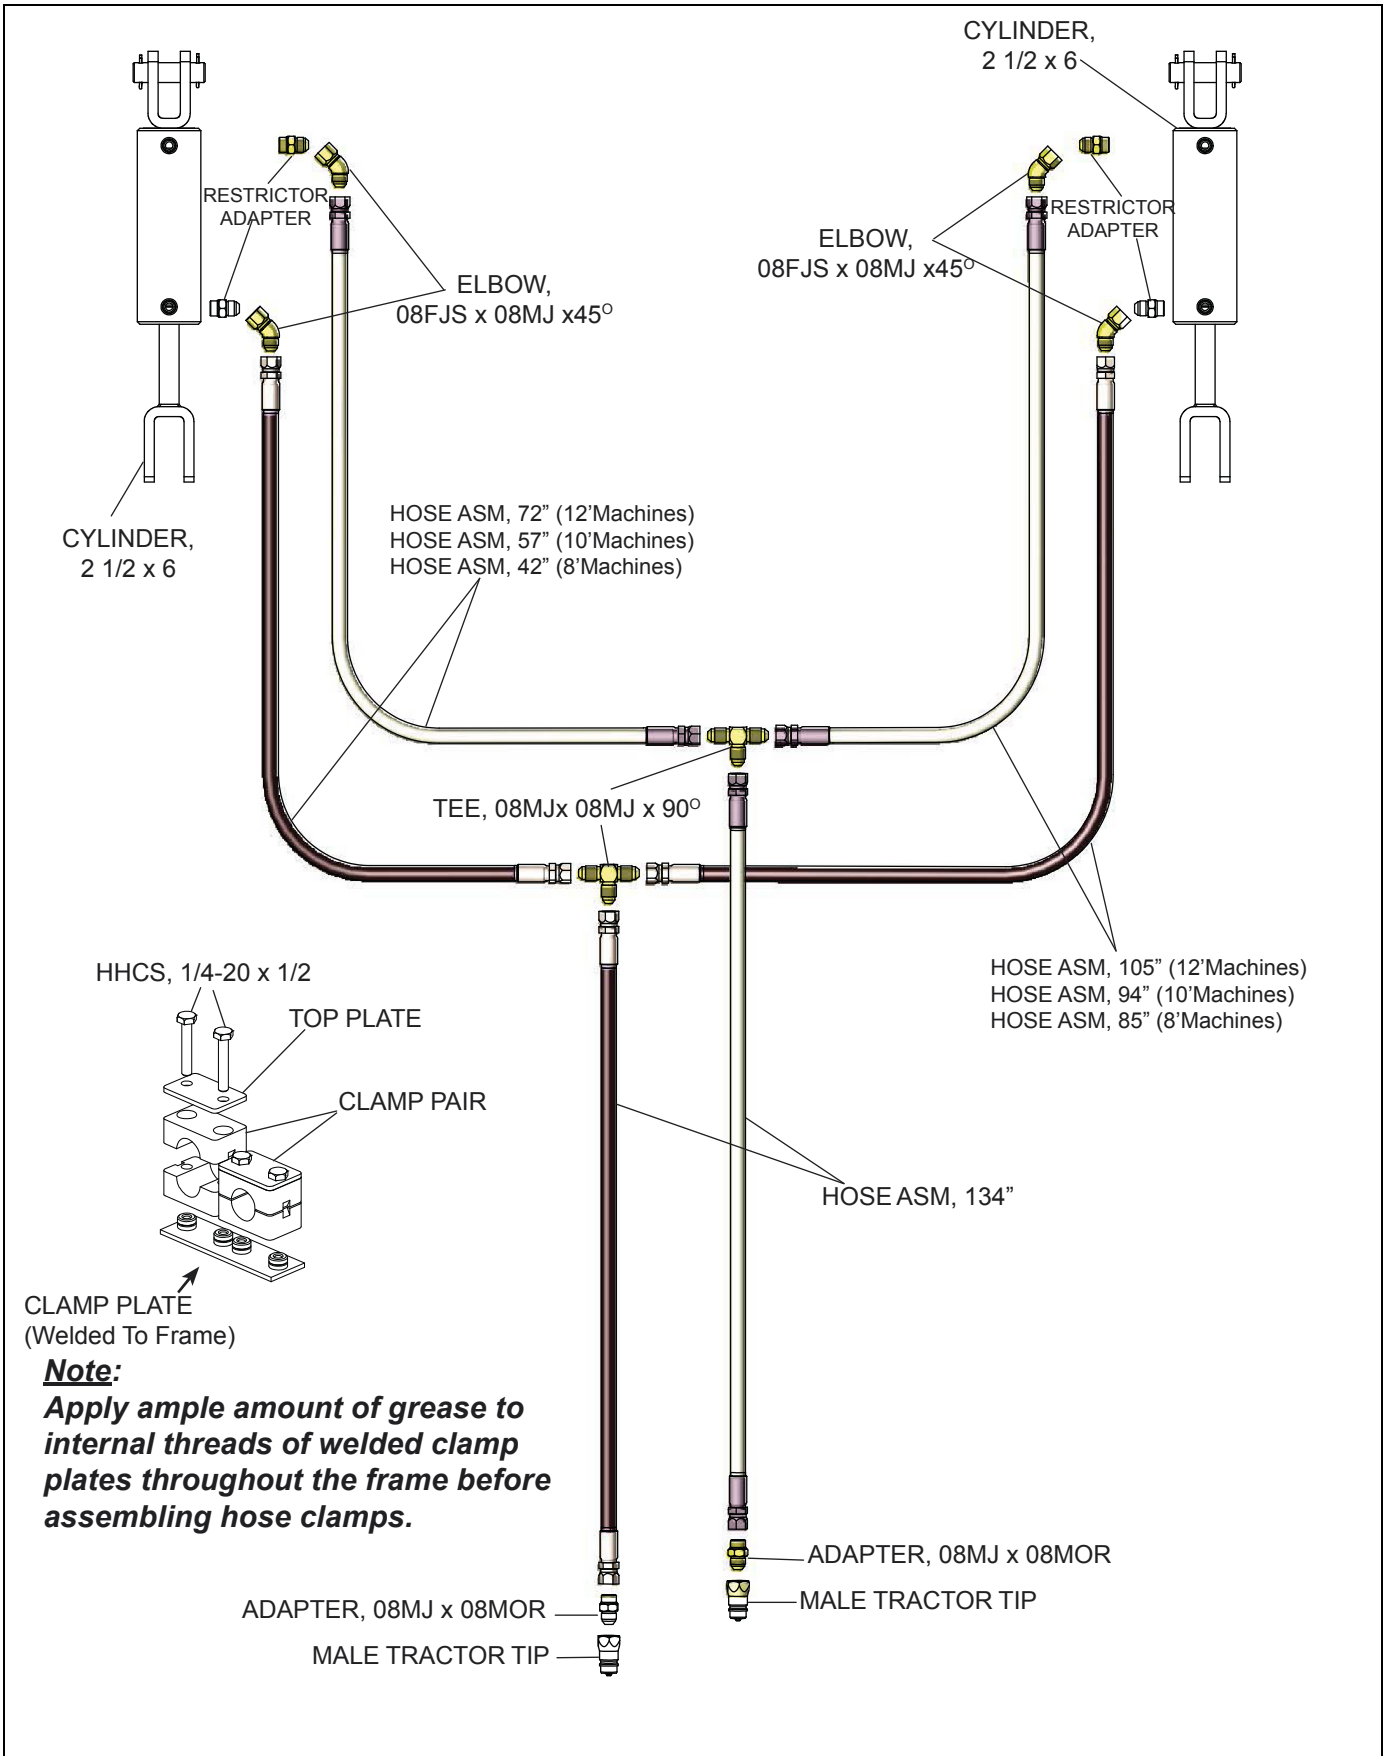 CYLINDER,
2 1/2 x 6
RESTRICTOR
ADAPTER
RESTRICTOR
ADAPTER
ELBOW,
08FJS x 08MJ x45O
ELBOW,
08FJS x 08MJ x45O
HOSE ASM, 72” (12’Machines)
HOSE ASM, 57” (10’Machines)
HOSE ASM, 42” (8’Machines)
CYLINDER,
2 1/2 x 6
TEE, 08MJx 08MJ x 90O
HOSE ASM, 105” (12’Machines)
HOSE ASM, 94” (10’Machines)
HOSE ASM, 85” (8’Machines)
HHCS, 1/4-20 x 1/2
TOP PLATE
CLAMP PAIR
HOSE ASM, 134”
CLAMP PLATE
(Welded To Frame)
Note:
Apply ample amount of grease to
internal threads of welded clamp
plates throughout the frame before
assembling hose clamps.
ADAPTER, 08MJ x 08MOR
MALE TRACTOR TIP
ADAPTER, 08MJ x 08MOR
MALE TRACTOR TIP